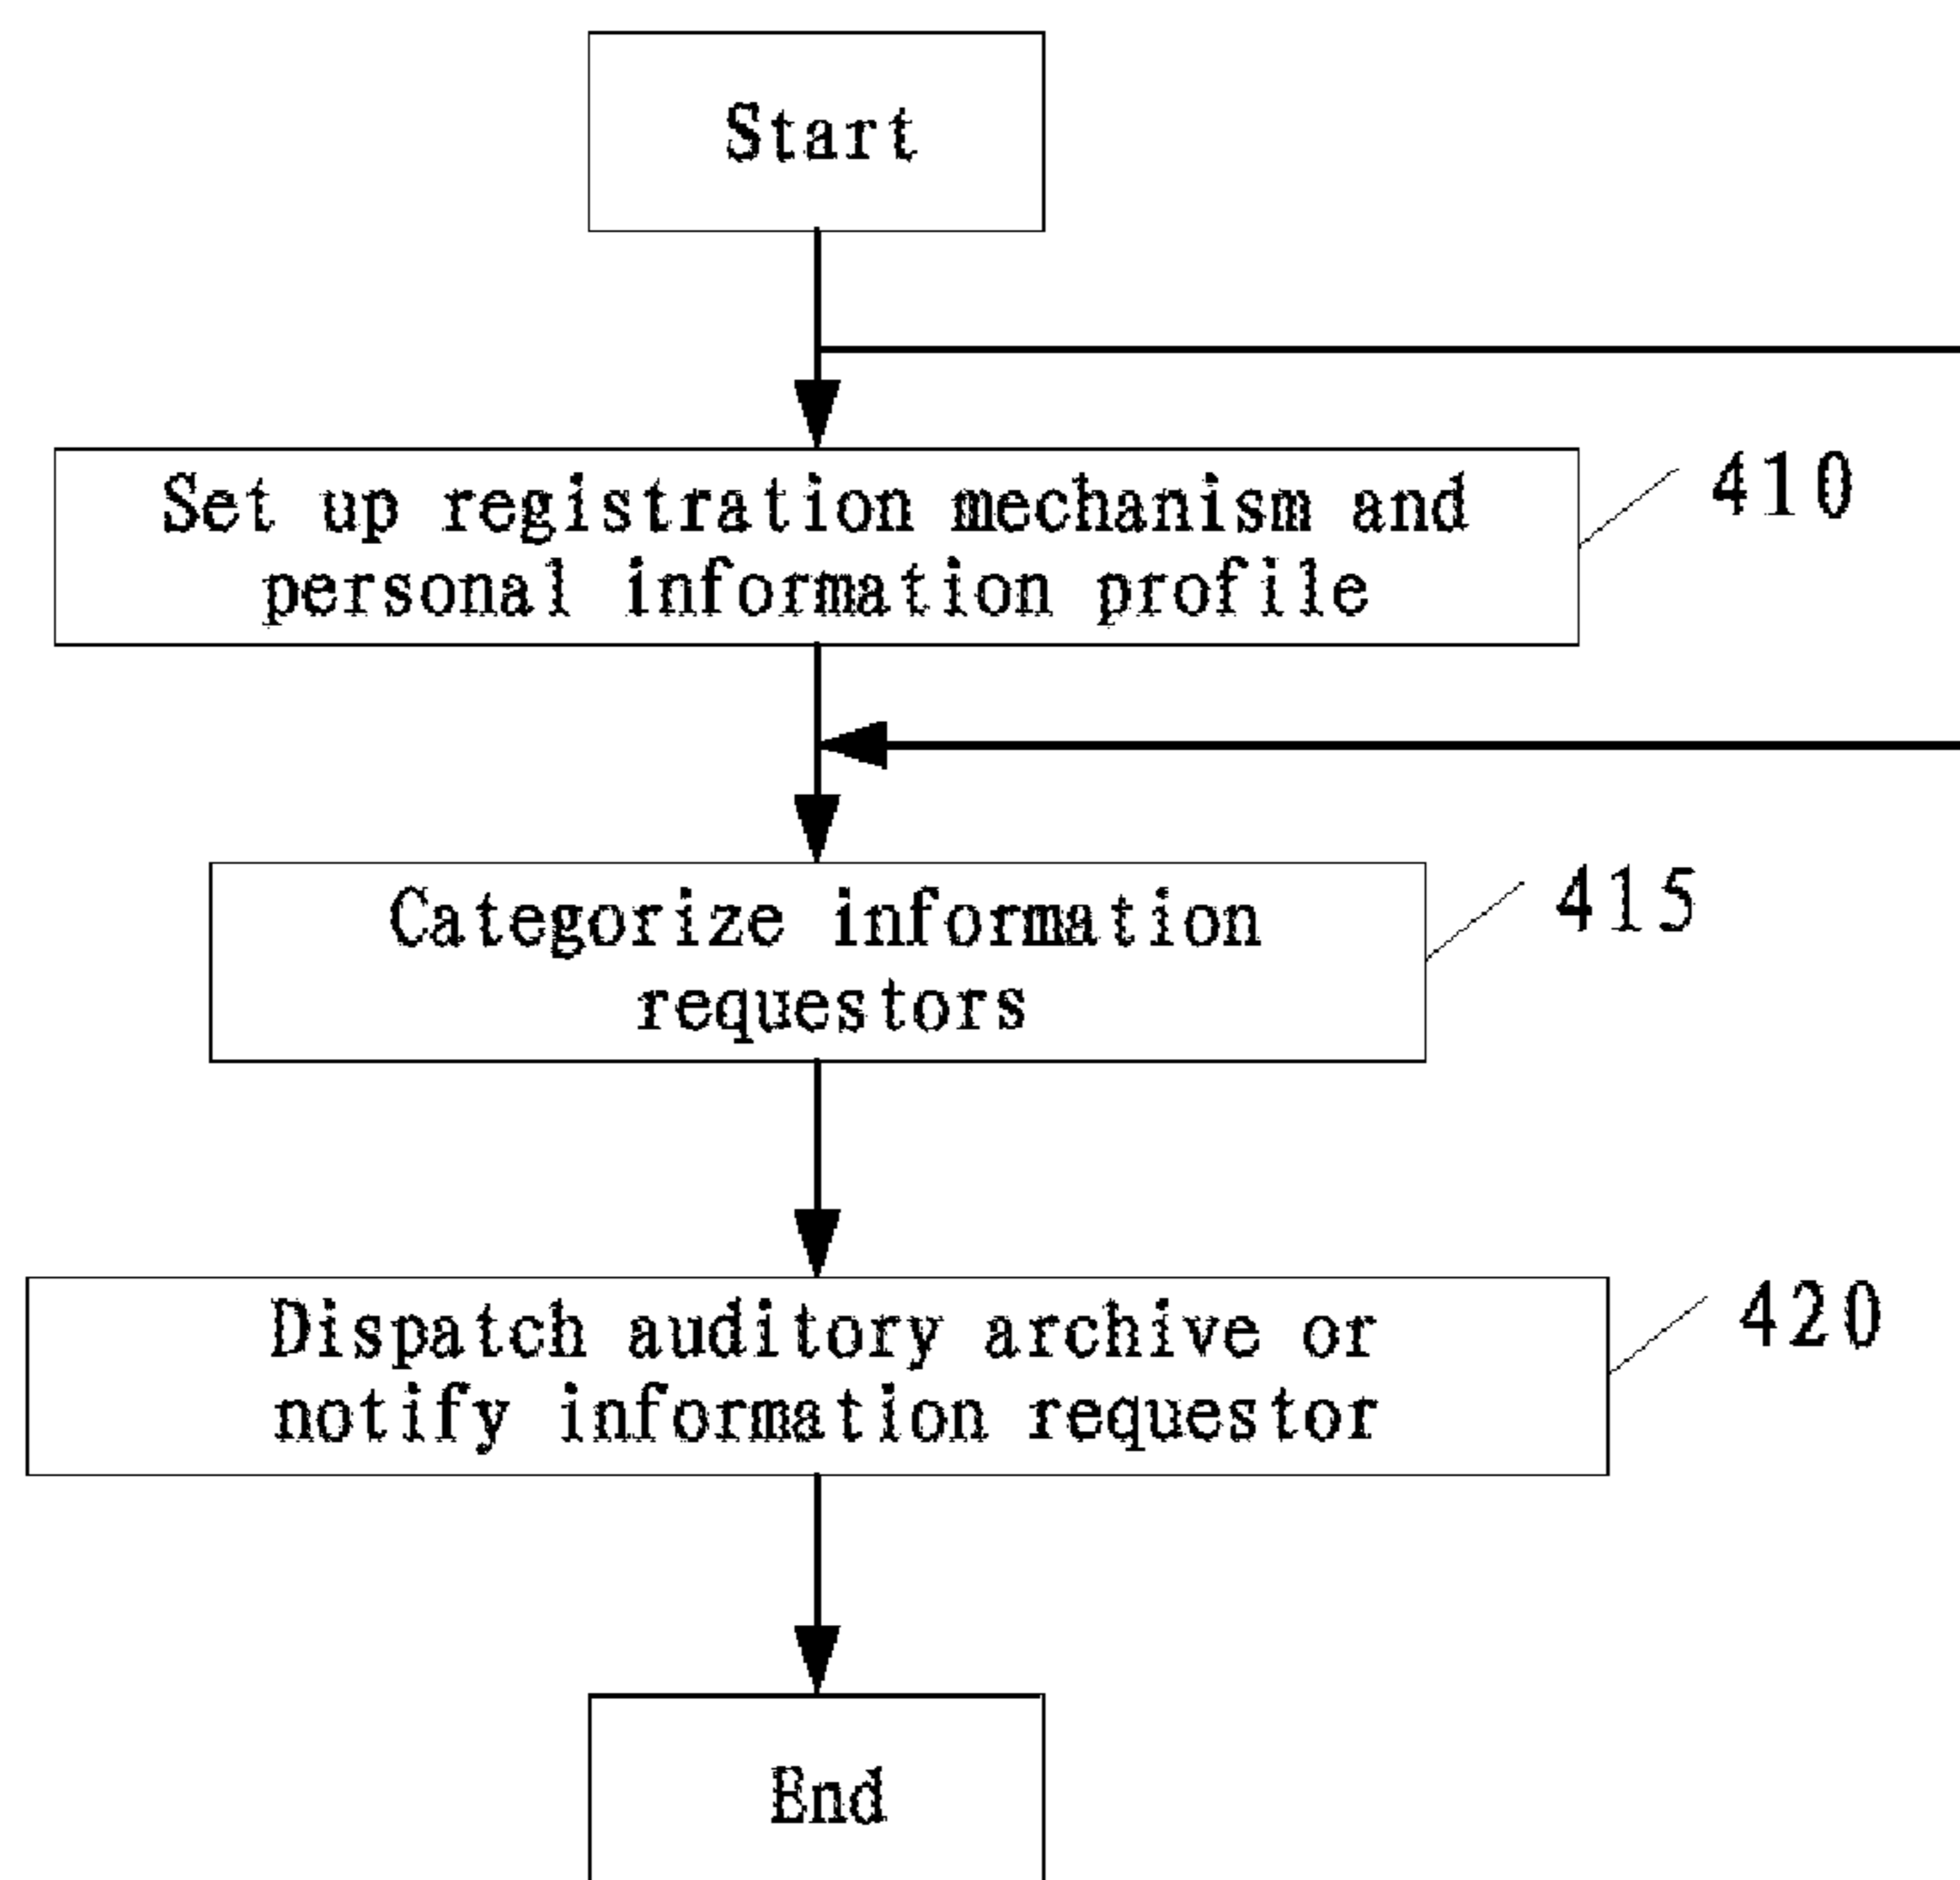 Start
Set up registration mechanism and
personal information profile
410
Categorize information
requestors
415
Dispatch auditory archive or
notify information requestor
420
End